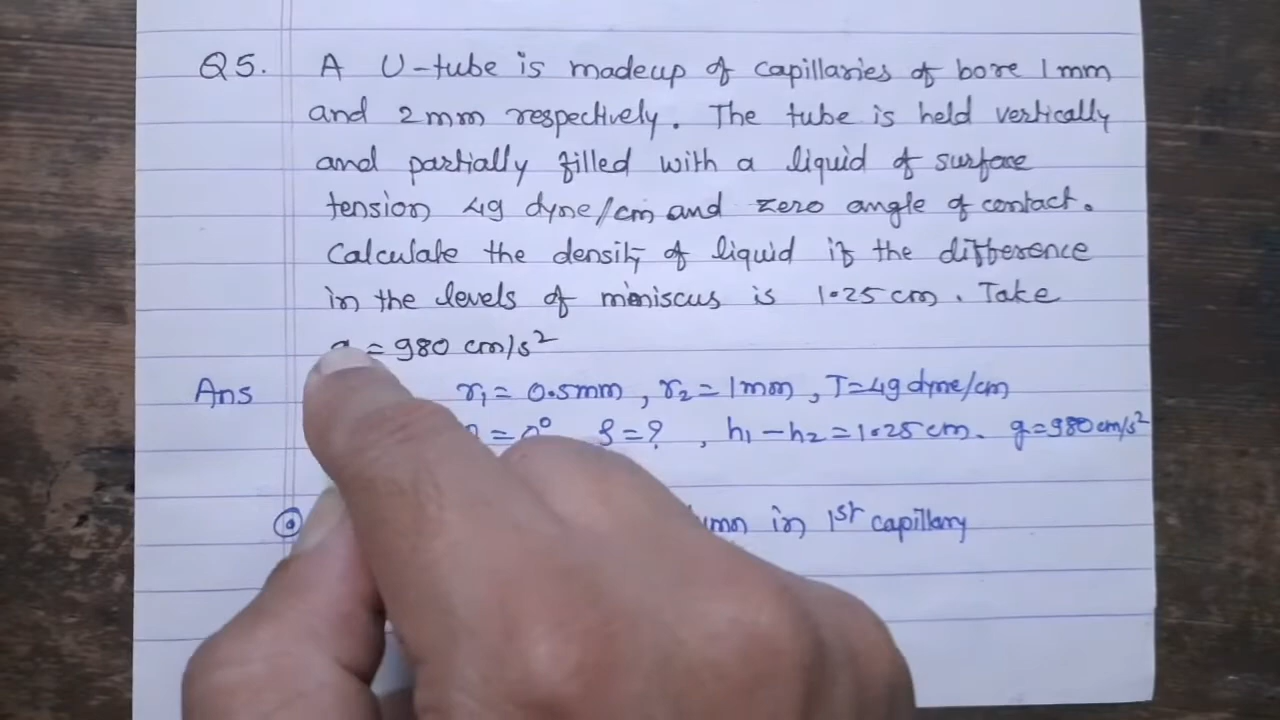 Q5. A U-tube is madeup of capillaries of bore 1mm
and 2mm respectively. The tube is held vertically
and partially filled with a liquid of surface
tension 49 dyne/cm and zero angle of contact.
Calculate the density of liquid if the difference
in the levels of meniscus is 1.25 cm. Take
g = 980 cm/s²
Ans r₁ = 0.5mm, r₂ = 1mm, T=49 dyne/cm
= 0° ρ = ?, h₁ - h₂ = 1.25 cm. g=980 cm/s²
in 1st capillary